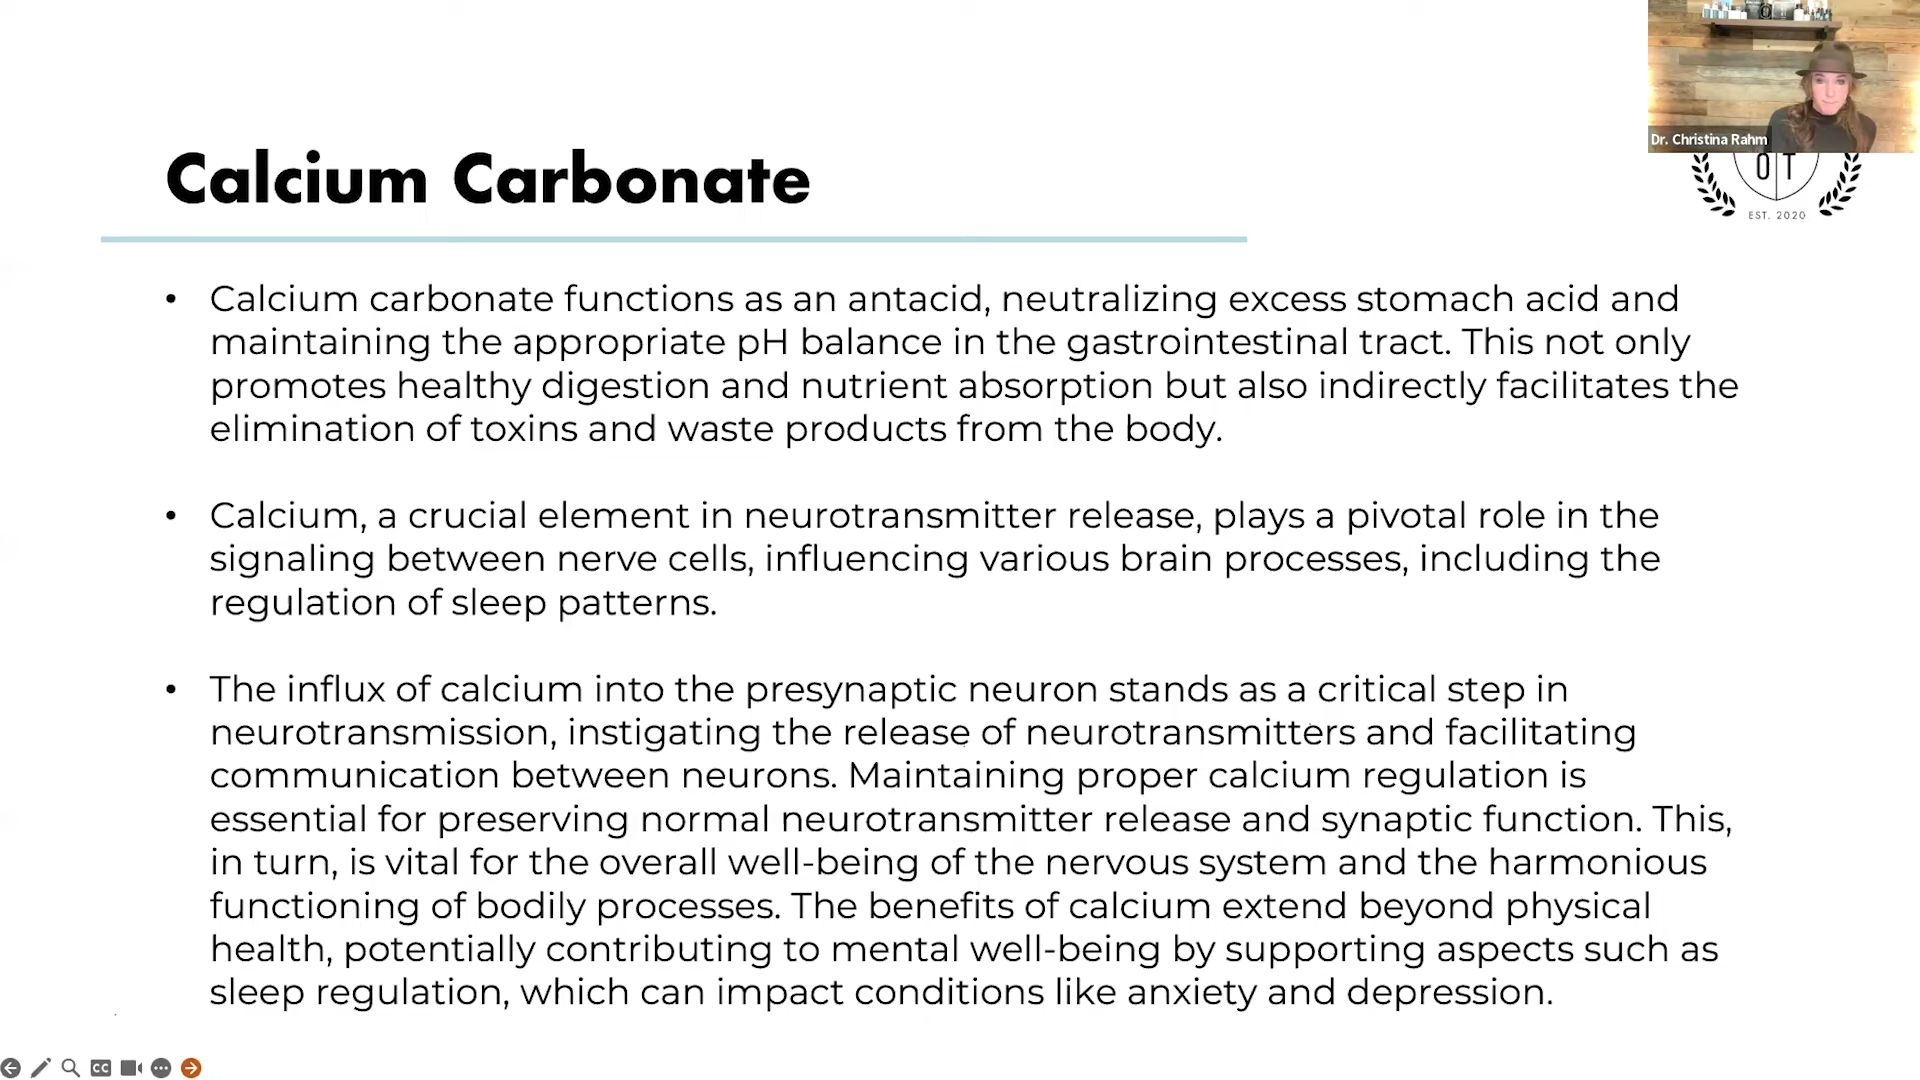 Dr. Christina Rahm
O T
EST. 2020
Calcium Carbonate
• Calcium carbonate functions as an antacid, neutralizing excess stomach acid and
maintaining the appropriate pH balance in the gastrointestinal tract. This not only
promotes healthy digestion and nutrient absorption but also indirectly facilitates the
elimination of toxins and waste products from the body.
• Calcium, a crucial element in neurotransmitter release, plays a pivotal role in the
signaling between nerve cells, influencing various brain processes, including the
regulation of sleep patterns.
• The influx of calcium into the presynaptic neuron stands as a critical step in
neurotransmission, instigating the release of neurotransmitters and facilitating
communication between neurons. Maintaining proper calcium regulation is
essential for preserving normal neurotransmitter release and synaptic function. This,
in turn, is vital for the overall well-being of the nervous system and the harmonious
functioning of bodily processes. The benefits of calcium extend beyond physical
health, potentially contributing to mental well-being by supporting aspects such as
sleep regulation, which can impact conditions like anxiety and depression.
CC